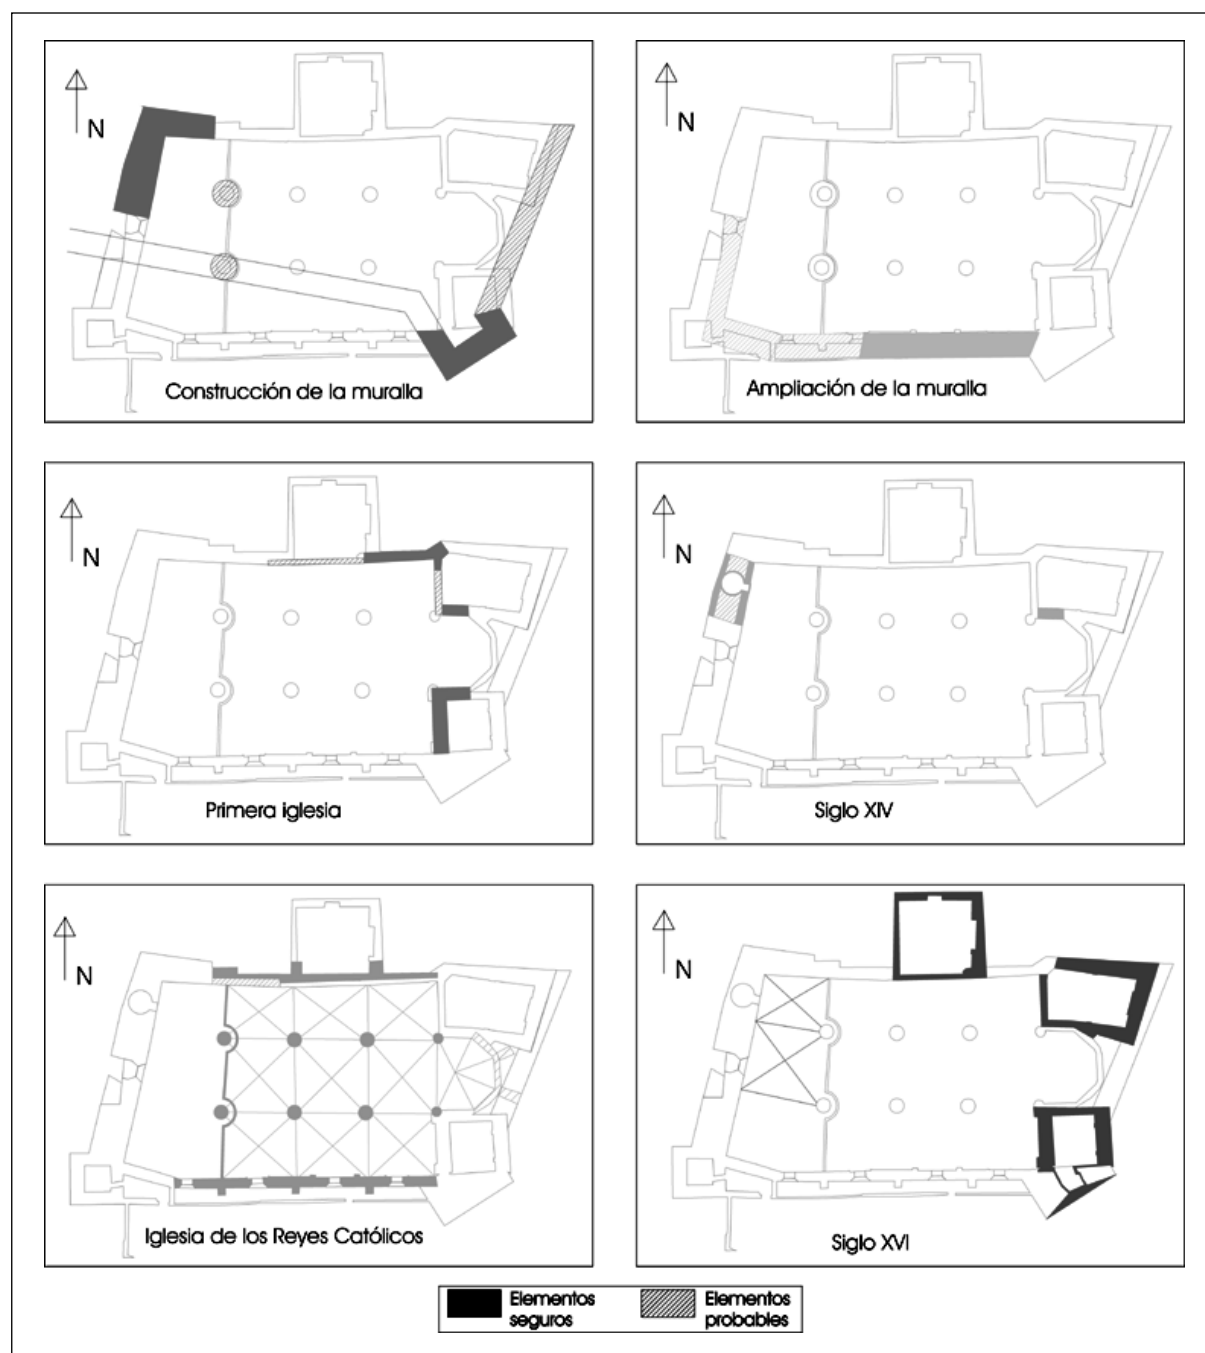 N
Construcción de la muralla
N
Ampliación de la muralla
N
Primera iglesia
N
Siglo XIV
N
Iglesia de los Reyes Católicos
N
Siglo XVI
Elementos
seguros
Elementos
probables